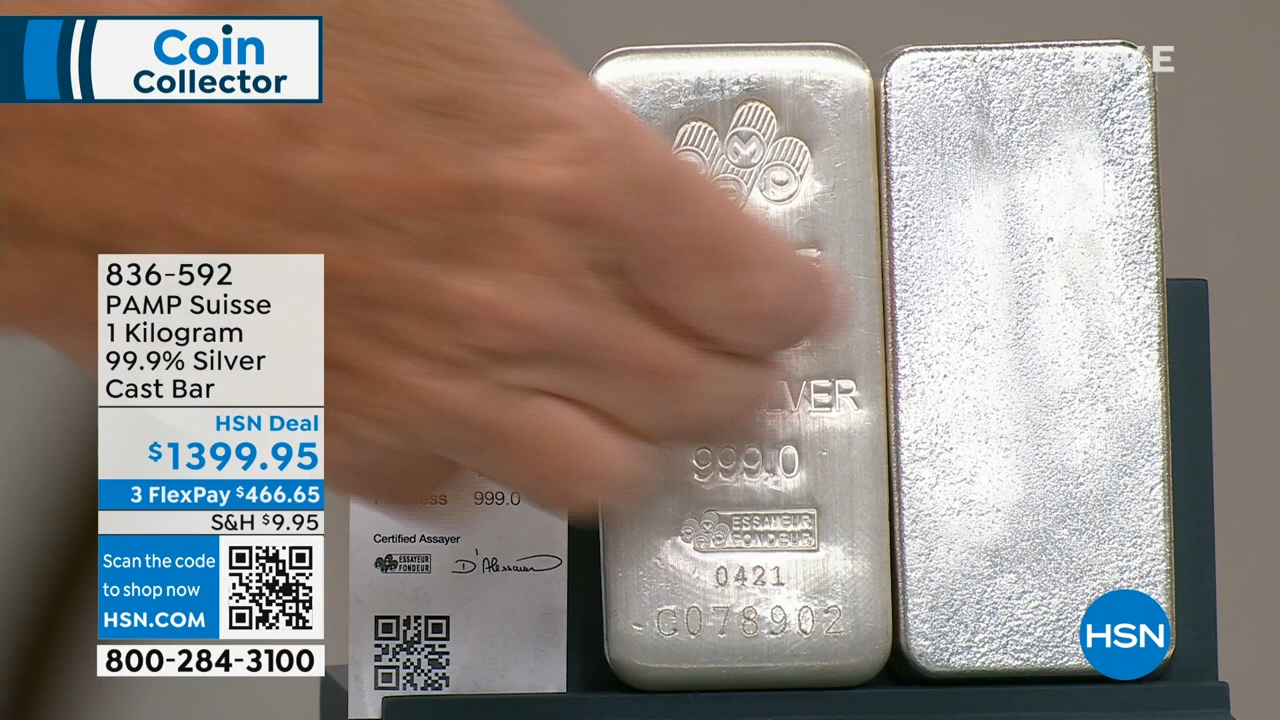 Coin
Collector
LIVE
836-592
PAMP Suisse
1 Kilogram
99.9% Silver
Cast Bar
HSN Deal
$1399.95
3 FlexPay $466.65
S&H $9.95
Scan the code
to shop now
HSN.COM
800-284-3100
999.0
Certified Assayer
ESSAYEUR
FONDEUR
M
P
LVER
999.0
ESSAYEUR
FONDEUR
0421
C078902
HSN